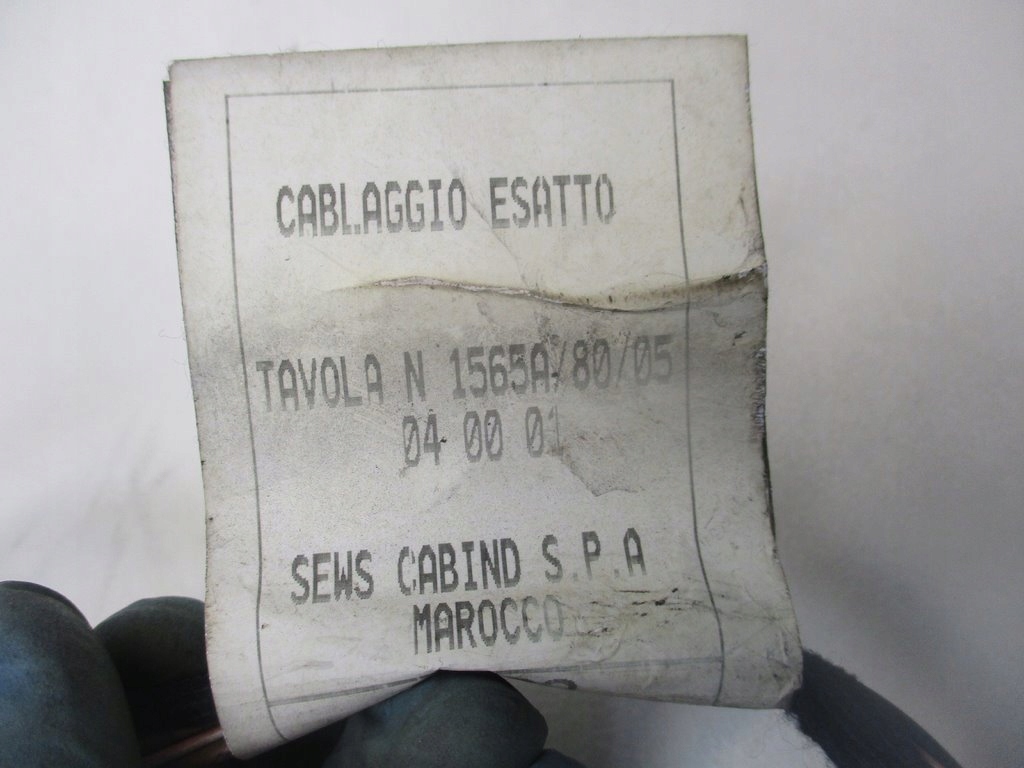 CABLAGGIO ESATTO
TAVOLA N 1565A/80/05
04 00 01
SEWS CABIND S.P.A
MAROCCO